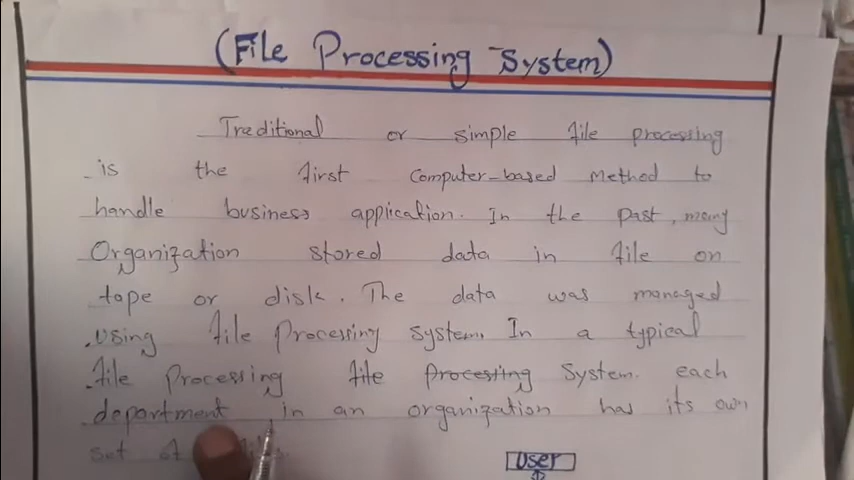 (File Processing System)
Traditional or simple file processing
is the first computer-based method to
handle business application. In the past, many
Organization stored data in file on
tape or disk. The data was managed
using file processing system. In a typical
file processing file processing system. each
department in an organization has its own
set of
User